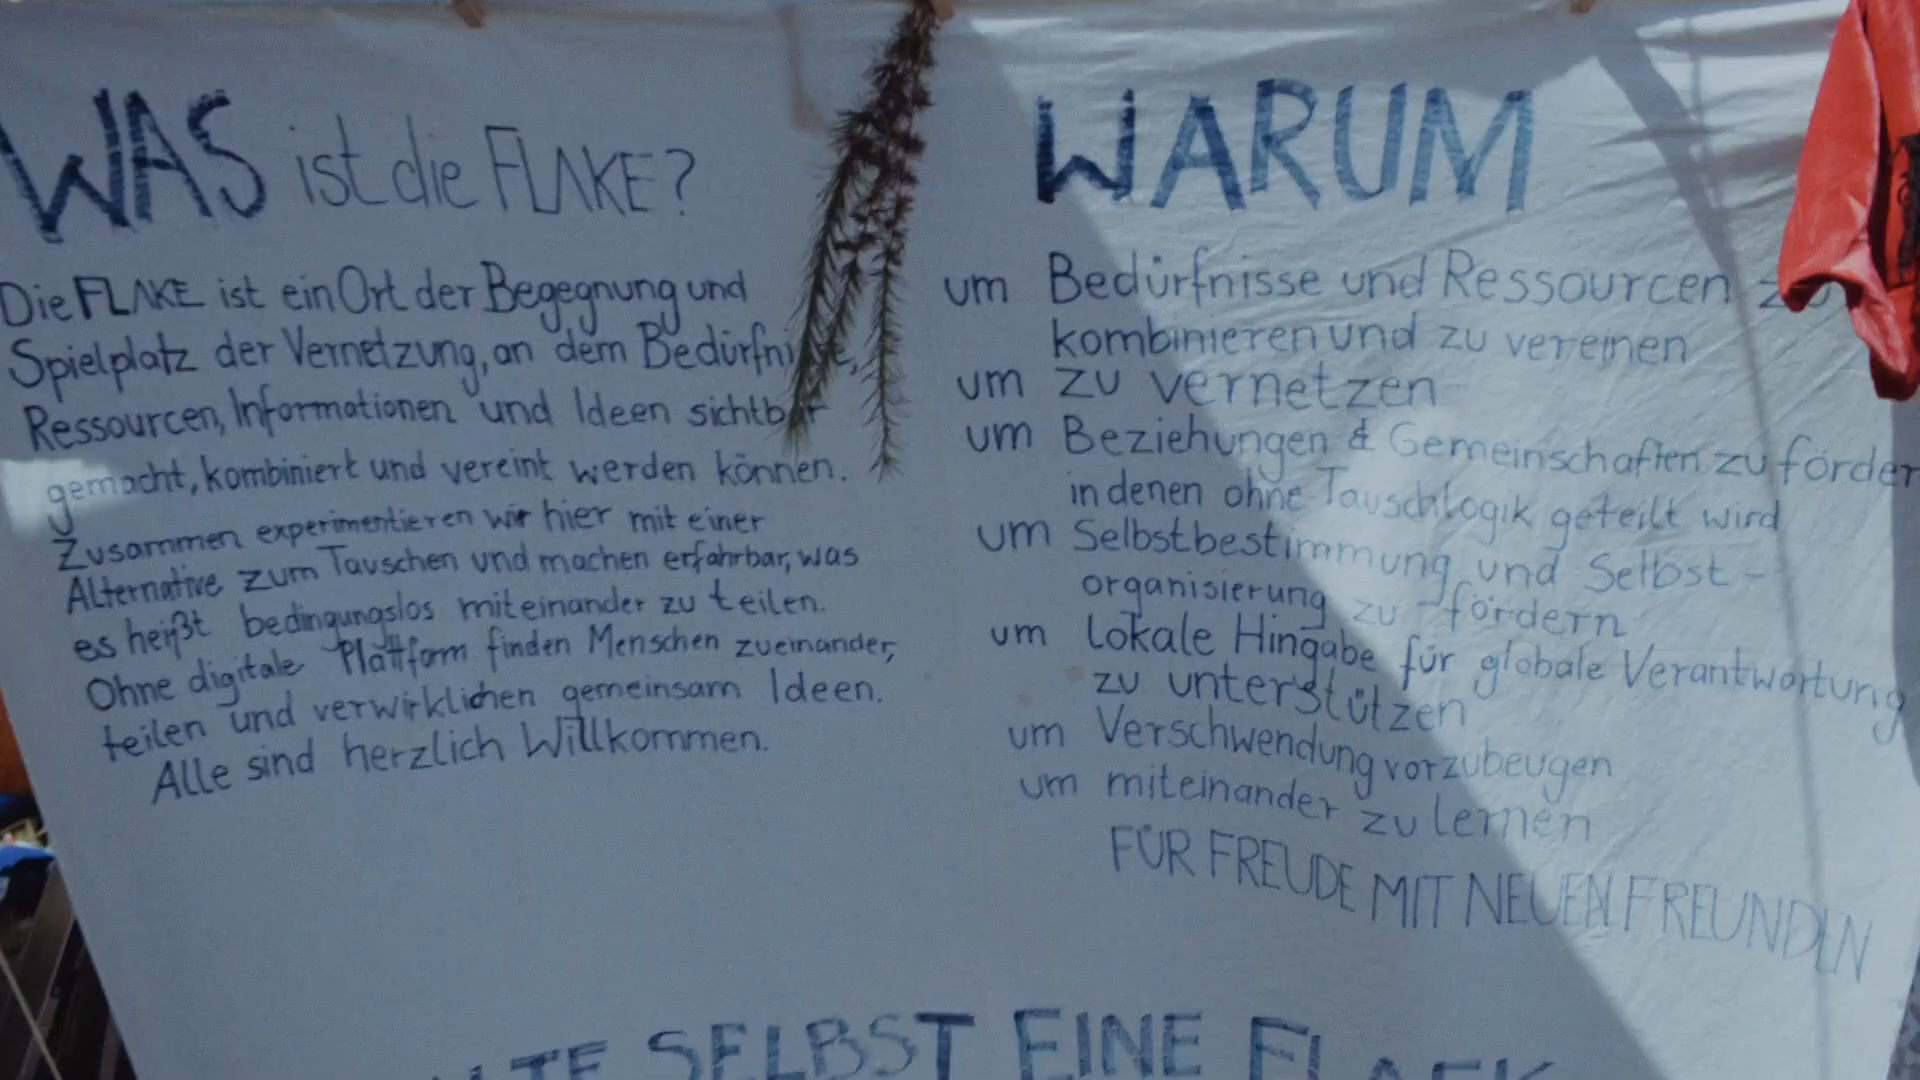 WAS ist die FLAKE?
Die FLAKE ist ein Ort der Begegnung und
Spielplatz der Vernetzung, an dem
Ressourcen, Informationen und Ideen sichtbar
gemacht, kombiniert und vereint werden können.
Zusammen experimentieren wir hier mit einer
Alternative zum Tauschen und machen erfahrbar, was
es heißt bedingungslos miteinander zu teilen.
Ohne digitale Plattform finden Menschen zueinander,
teilen und verwirklichen gemeinsam Ideen.
Alle sind herzlich Willkommen.
WARUM
um Bedürfnisse und Ressourcen zu
kombinieren und zu vereinen
um zu vernetzen
um Beziehungen & Gemeinschaften zu förder
in denen ohne Tauschlogik geteilt wird
um Selbstbestimmung und Selbst-
organisierung zu fördern
um lokale Hingabe für globale Verantwortung
zu unterstützen
um Verschwendung vorzubeugen
um miteinander zu lernen
FÜR FREUDE MIT NEUEN FREUNDEN
SELBST EINE